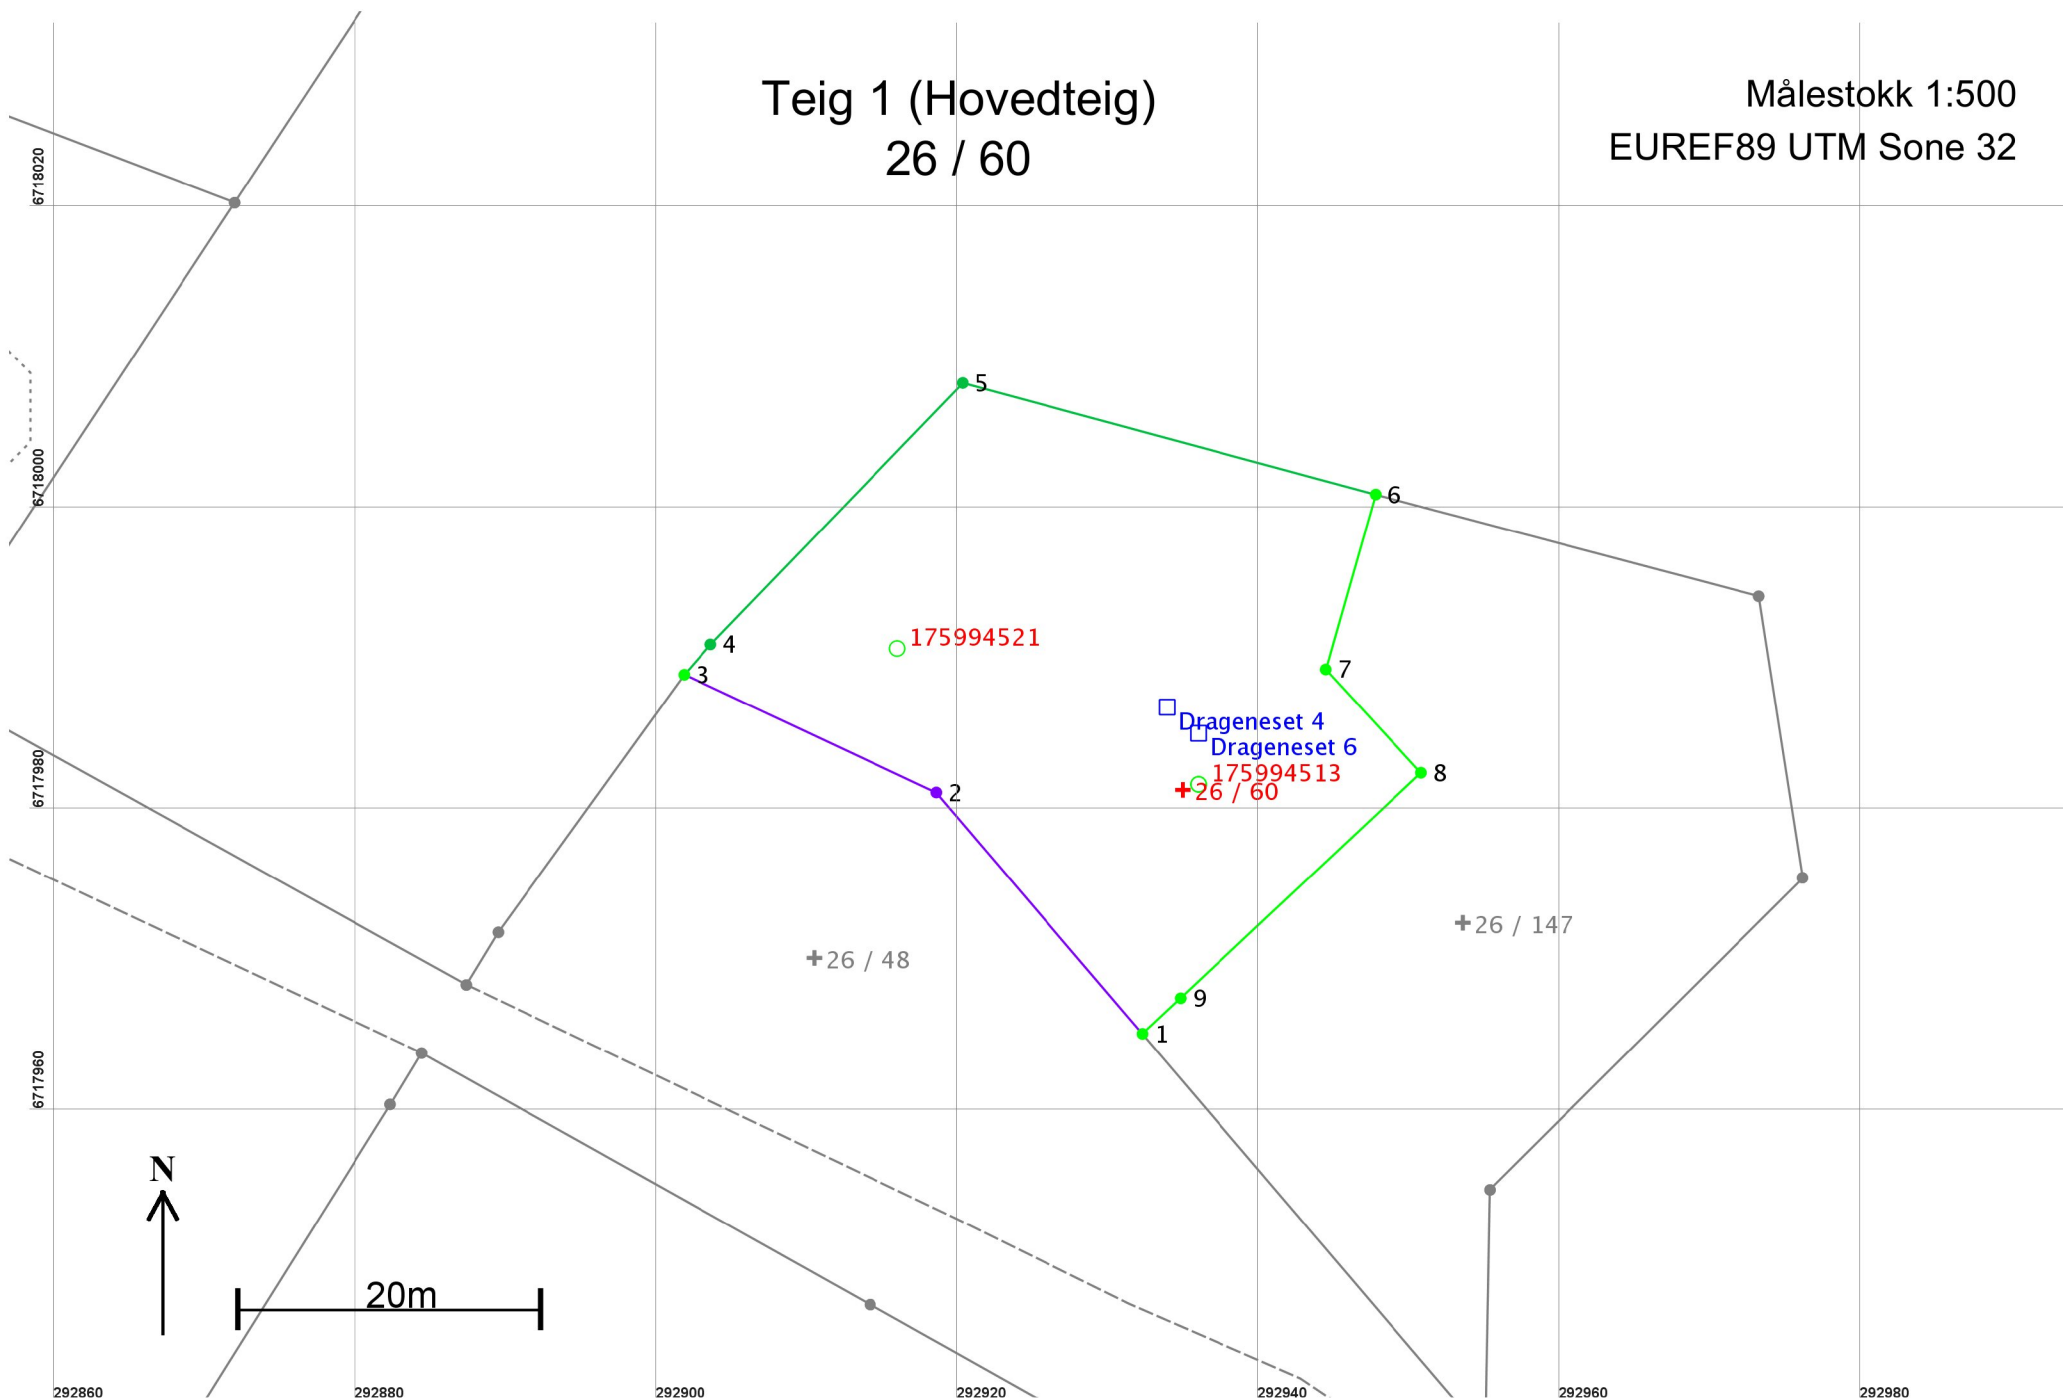 Teig 1 (Hovedteig)
26 / 60
Målestokk 1:500
EUREF89 UTM Sone 32
6718020
5
6718000
6
4
175994521
3
7
Drageneset 4
Drageneset 6
6717980
175994513
8
26 / 60
2
26 / 147
26 / 48
9
1
6717960
N
20m
292860
292880
292900
292920
292940
292960
292980